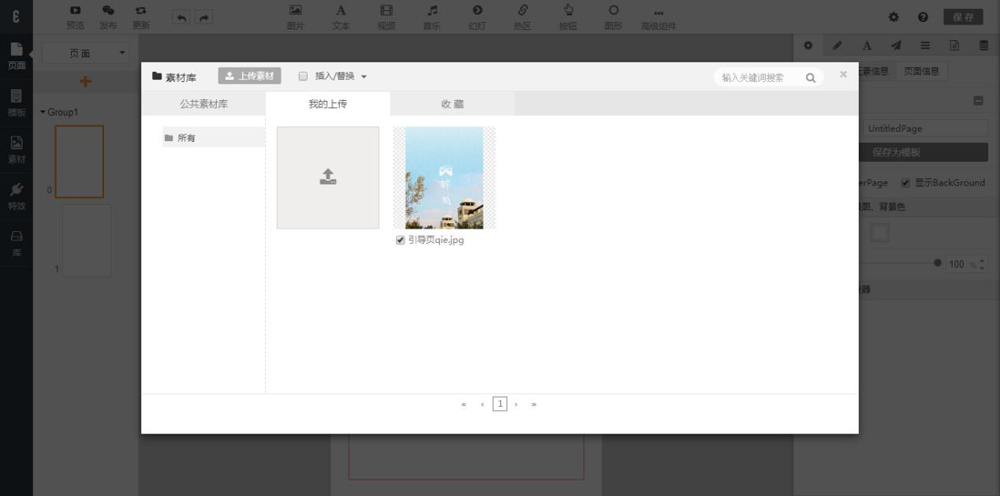 预览 发布 更新 图片 文本 视频 音乐 幻灯 热区 按钮 图形 高级组件 保存
页面
模板
素材
特效
库
页面
Group1
0
1
素材库 上传素材 插入/替换 输入关键词搜索
公共素材库 我的上传 收藏
所有
引导页qie.jpg
« ‹ 1 › »
素信息 页面信息
UntitledPage
保存为模板
erPage 显示BackGround
图、背景色
100 %